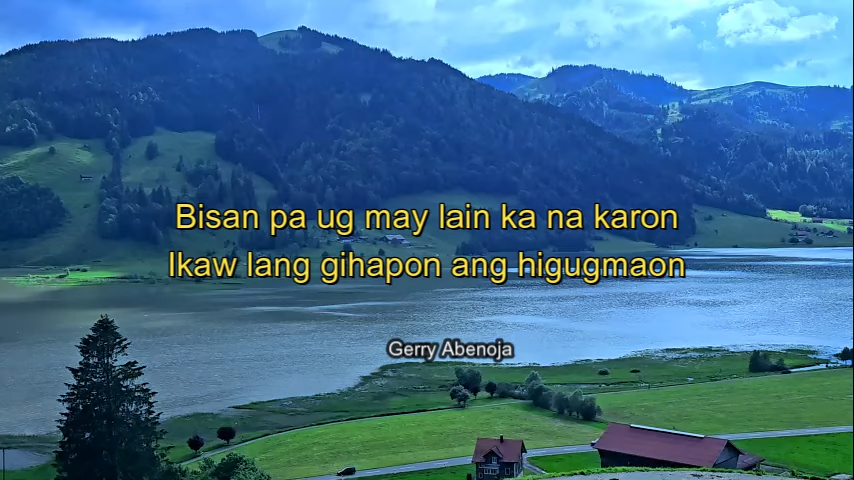 Bisan pa ug may lain ka na karon
Ikaw lang gihapon ang higugmaon
Gerry Abenoja